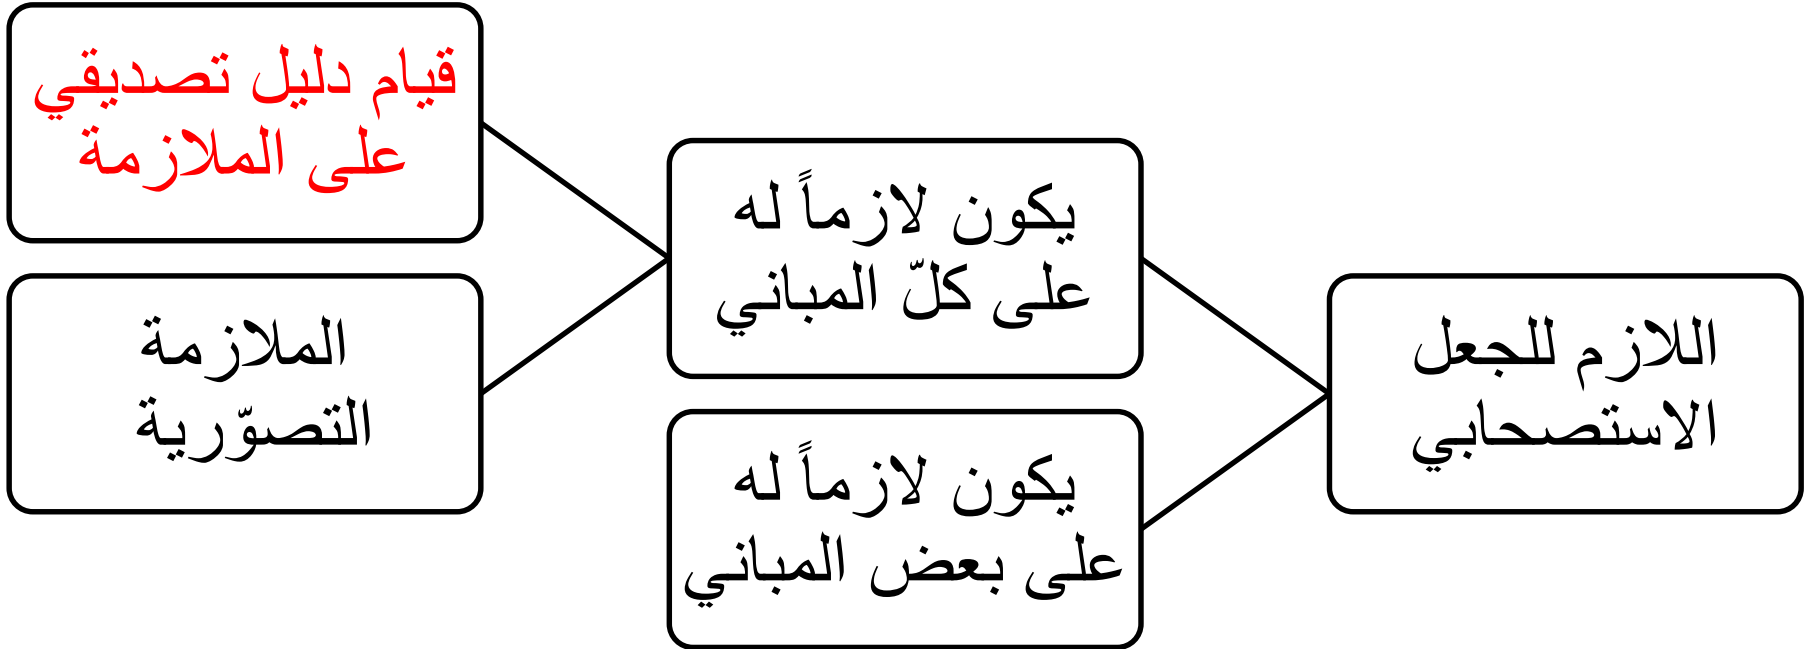 اللازم للجعل
الاستصحابي
يكون لازماً له
على كلّ المباني
قيام دليل تصديقي
على الملازمة
الملازمة
التصوّرية
يكون لازماً له
على بعض المباني